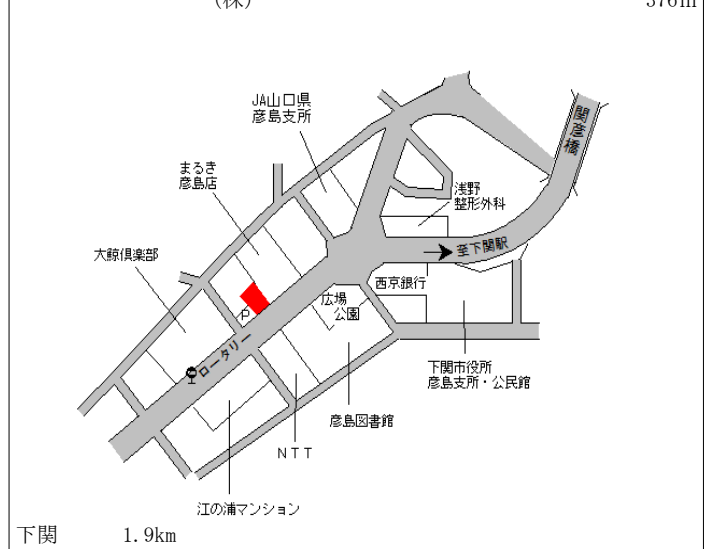 (株)
376m
JA山口県
彦島支所
関彦橋
まるき
彦島店
浅野
整形外科
大諒倶楽部
至下関駅
西京銀行
広場
公園
P
ロータリー
下関市役所
彦島支所・公民館
彦島図書館
NTT
江の浦マンション
下関 1.9km